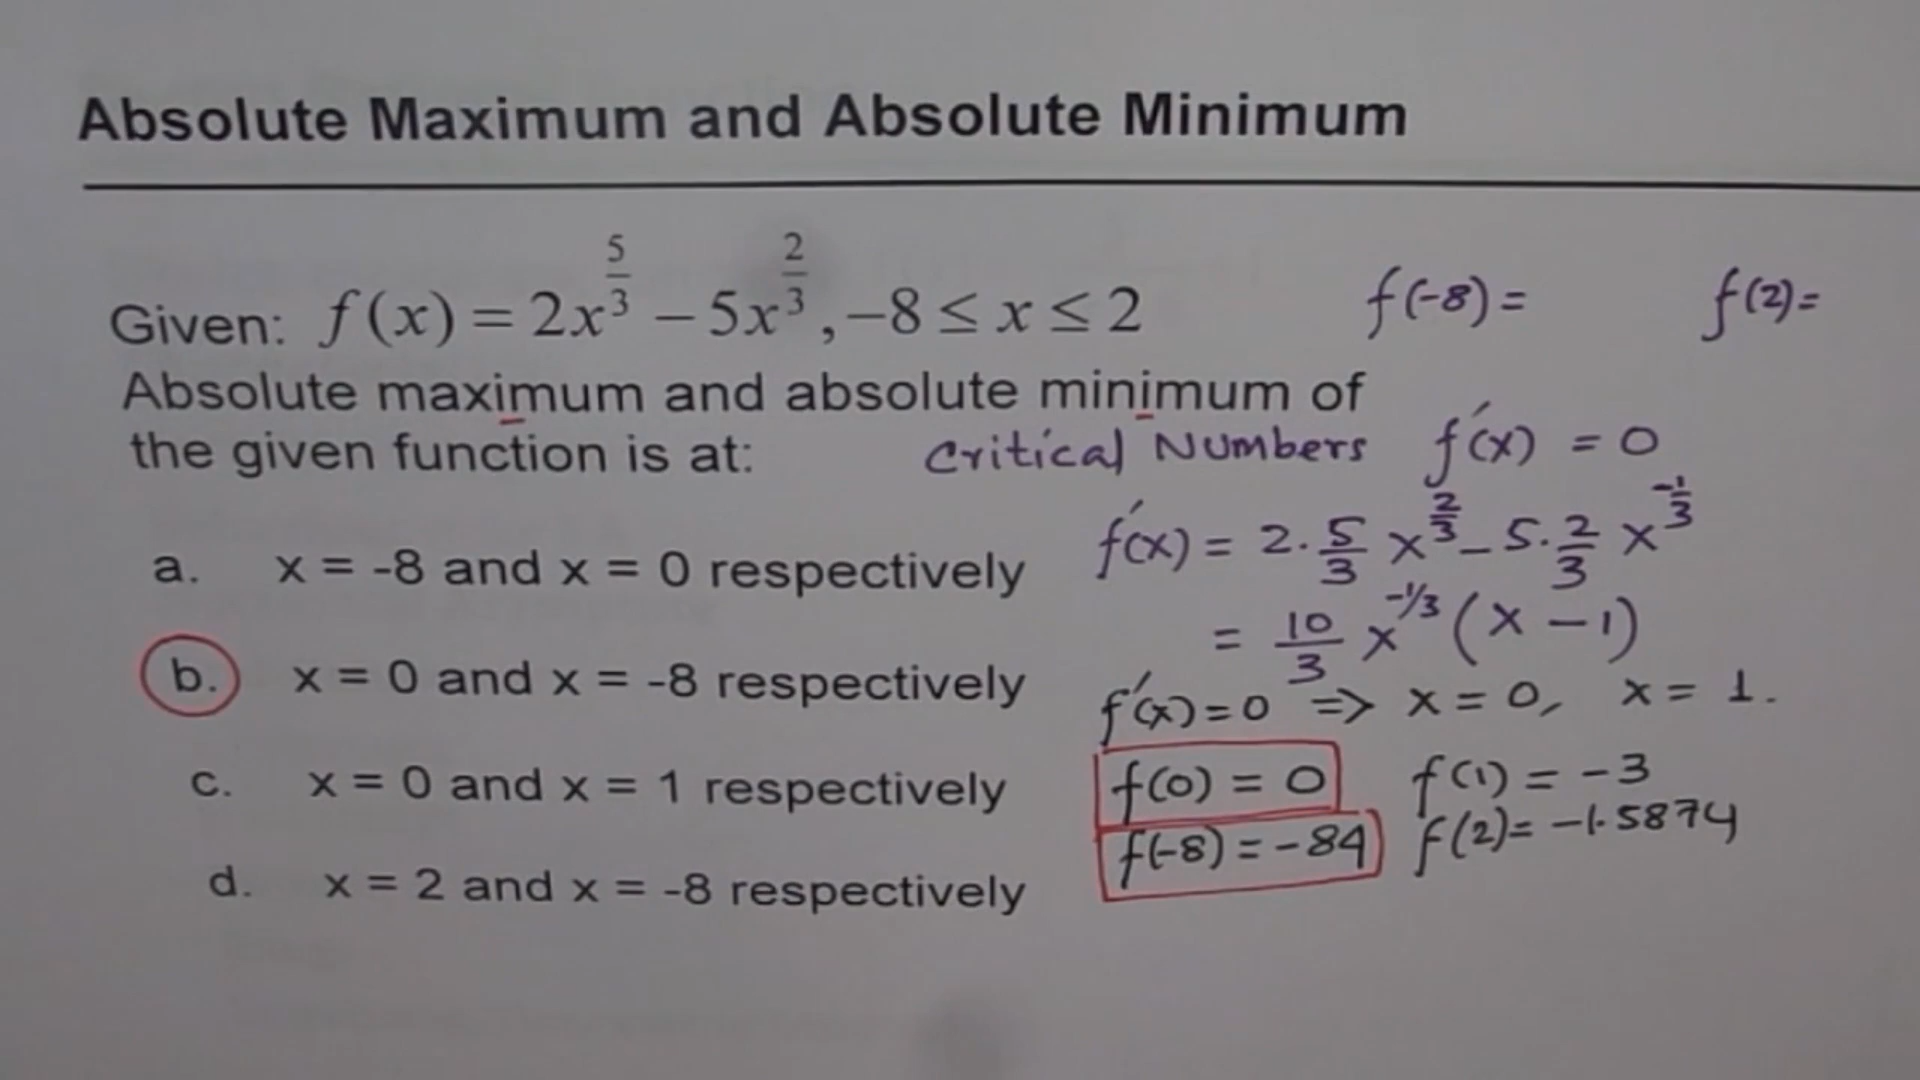 Absolute Maximum and Absolute Minimum
Given: f(x) = 2x^(5/3) − 5x^(2/3), −8 ≤ x ≤ 2
f(-8) = f(2) =
Absolute maximum and absolute minimum of
the given function is at:
Critical Numbers f'(x) = 0
f'(x) = 2·5/3 x^(2/3) − 5·2/3 x^(-1/3)
= 10/3 x^(-1/3) (x − 1)
f'(x) = 0 => x = 0, x = 1.
f(0) = 0 f(1) = -3
f(-8) = -84 f(2) = -1.5874
a. x = -8 and x = 0 respectively
b. x = 0 and x = -8 respectively
c. x = 0 and x = 1 respectively
d. x = 2 and x = -8 respectively